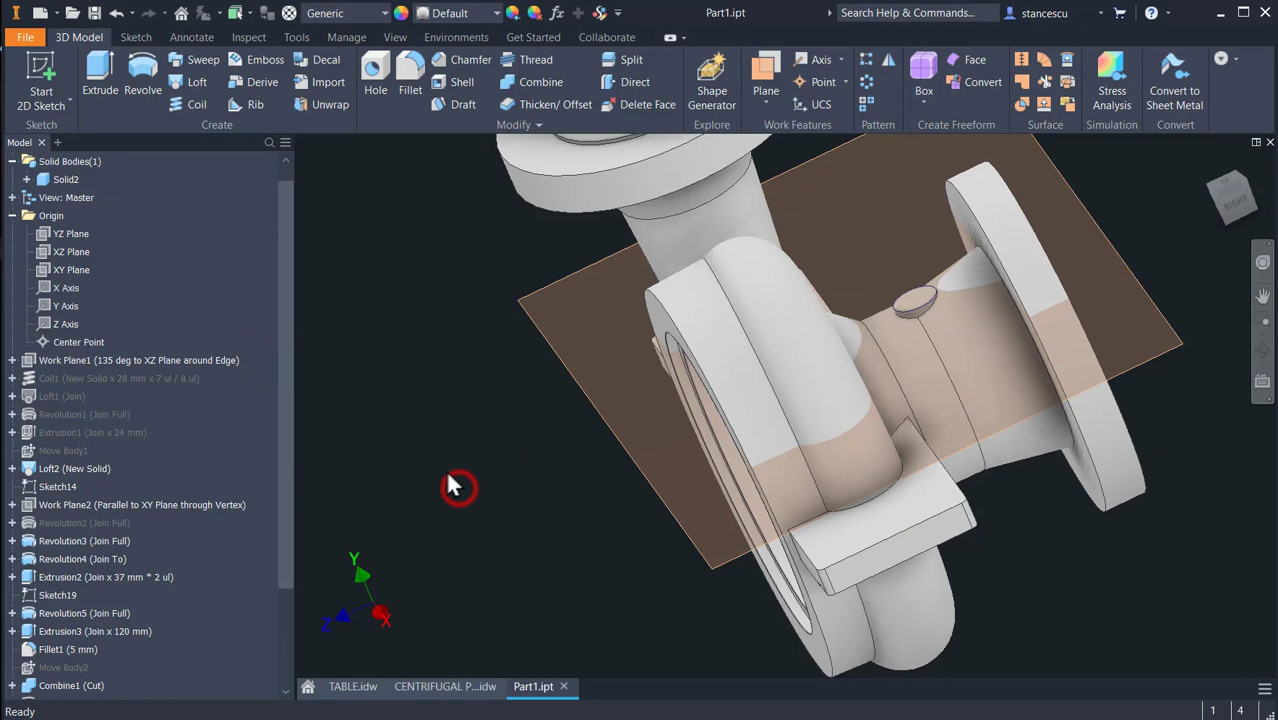 Generic
Default
Part1.ipt
Search Help & Commands...
stancescu
File
3D Model
Sketch
Annotate
Inspect
Tools
Manage
View
Environments
Get Started
Collaborate
Start
2D Sketch
Extrude
Revolve
Sweep
Emboss
Decal
Loft
Derive
Import
Coil
Rib
Unwrap
Hole
Fillet
Chamfer
Thread
Split
Shell
Combine
Direct
Draft
Thicken/ Offset
Delete Face
Shape
Generator
Plane
Axis
Point
UCS
Box
Face
Convert
Stress
Analysis
Convert to
Sheet Metal
Sketch
Create
Modify
Explore
Work Features
Pattern
Create Freeform
Surface
Simulation
Convert
Model
Solid Bodies(1)
Solid2
View: Master
Origin
YZ Plane
XZ Plane
XY Plane
X Axis
Y Axis
Z Axis
Center Point
Work Plane1 (135 deg to XZ Plane around Edge)
Coil1 (New Solid x 28 mm x 7 ul / 8 ul)
Loft1 (Join)
Revolution1 (Join Full)
Extrusion1 (Join x 24 mm)
Move Body1
Loft2 (New Solid)
Sketch14
Work Plane2 (Parallel to XY Plane through Vertex)
Revolution2 (Join Full)
Revolution3 (Join Full)
Revolution4 (Join To)
Extrusion2 (Join x 37 mm * 2 ul)
Sketch19
Revolution5 (Join Full)
Extrusion3 (Join x 120 mm)
Fillet1 (5 mm)
Move Body2
Combine1 (Cut)
RIGHT
Y
Z
X
TABLE.idw
CENTRIFUGAL P...idw
Part1.ipt
Ready
1
4